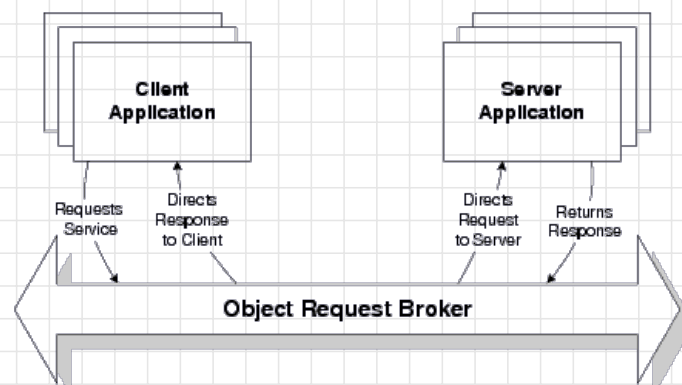 Client
Application
Server
Application
Requests
Service
Directs
Response
to Client
Directs
Request
to Server
Returns
Response
Object Request Broker